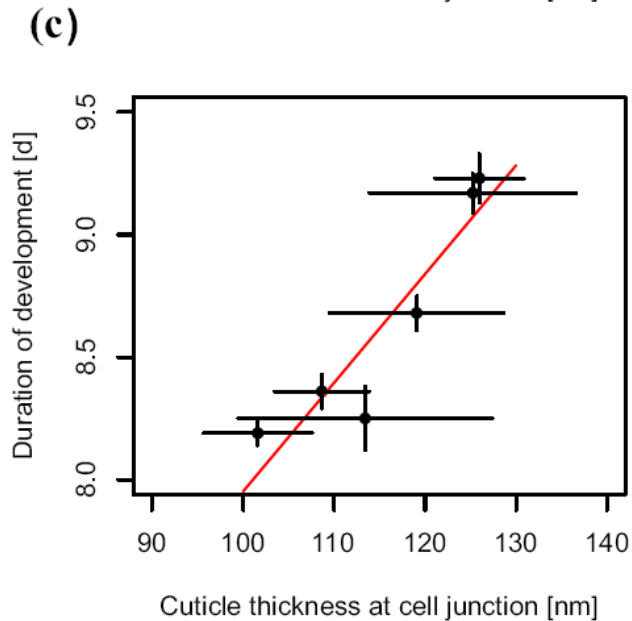 (c)
Duration of development [d]
9.5
9.0
8.5
8.0
90 100 110 120 130 140
Cuticle thickness at cell junction [nm]